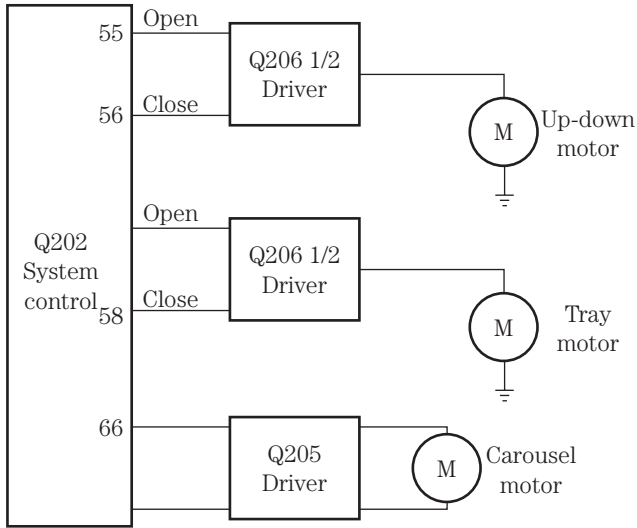 55
Open
Q206 1/2
Driver
56
Close
M
Up-down
motor
Q202
System
control
Open
Q206 1/2
Driver
58
Close
M
Tray
motor
66
Q205
Driver
M
Carousel
motor